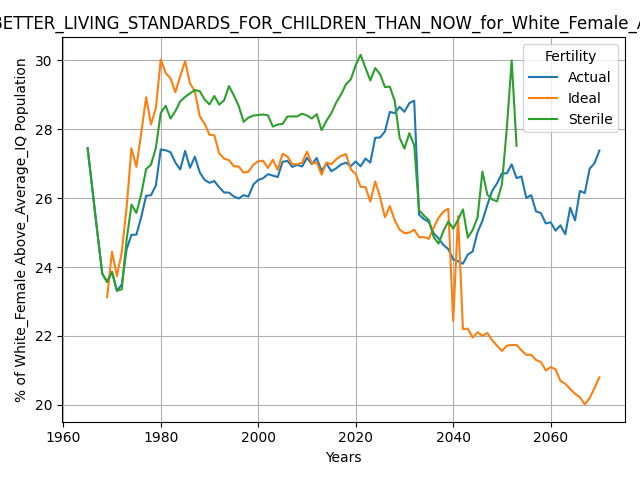 BETTER_LIVING_STANDARDS_FOR_CHILDREN_THAN_NOW_for_White_Female_A
Fertility
Actual
Ideal
Sterile
% of White_Female Above_Average_IQ Population
30
28
26
24
22
20
1960
1980
2000
2020
2040
2060
Years